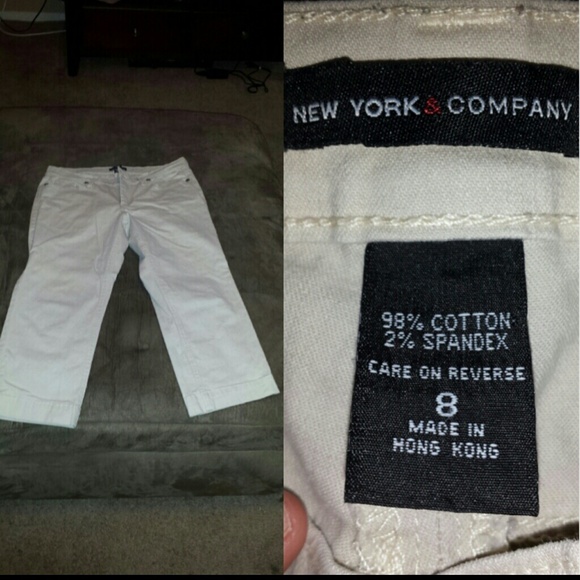 NEW YORK & COMPANY
98% COTTON
2% SPANDEX
CARE ON REVERSE
8
MADE IN
HONG KONG